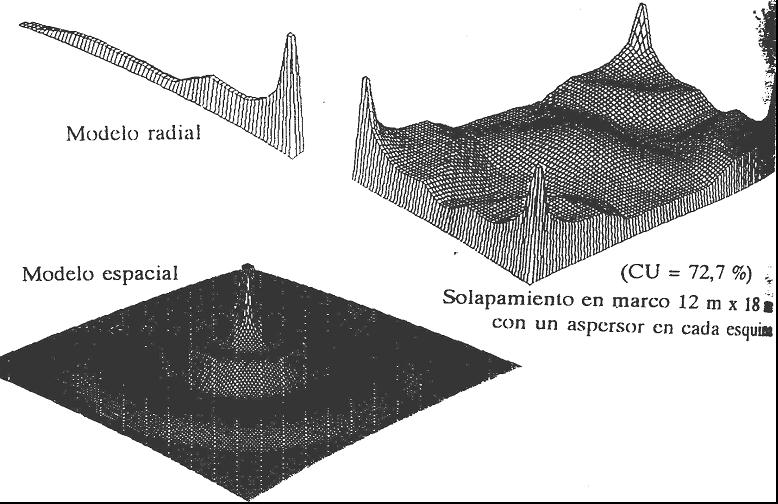 Modelo radial
Modelo espacial
(CU = 72,7 %)
Solapamiento en marco 12 m x 18
con un aspersor en cada